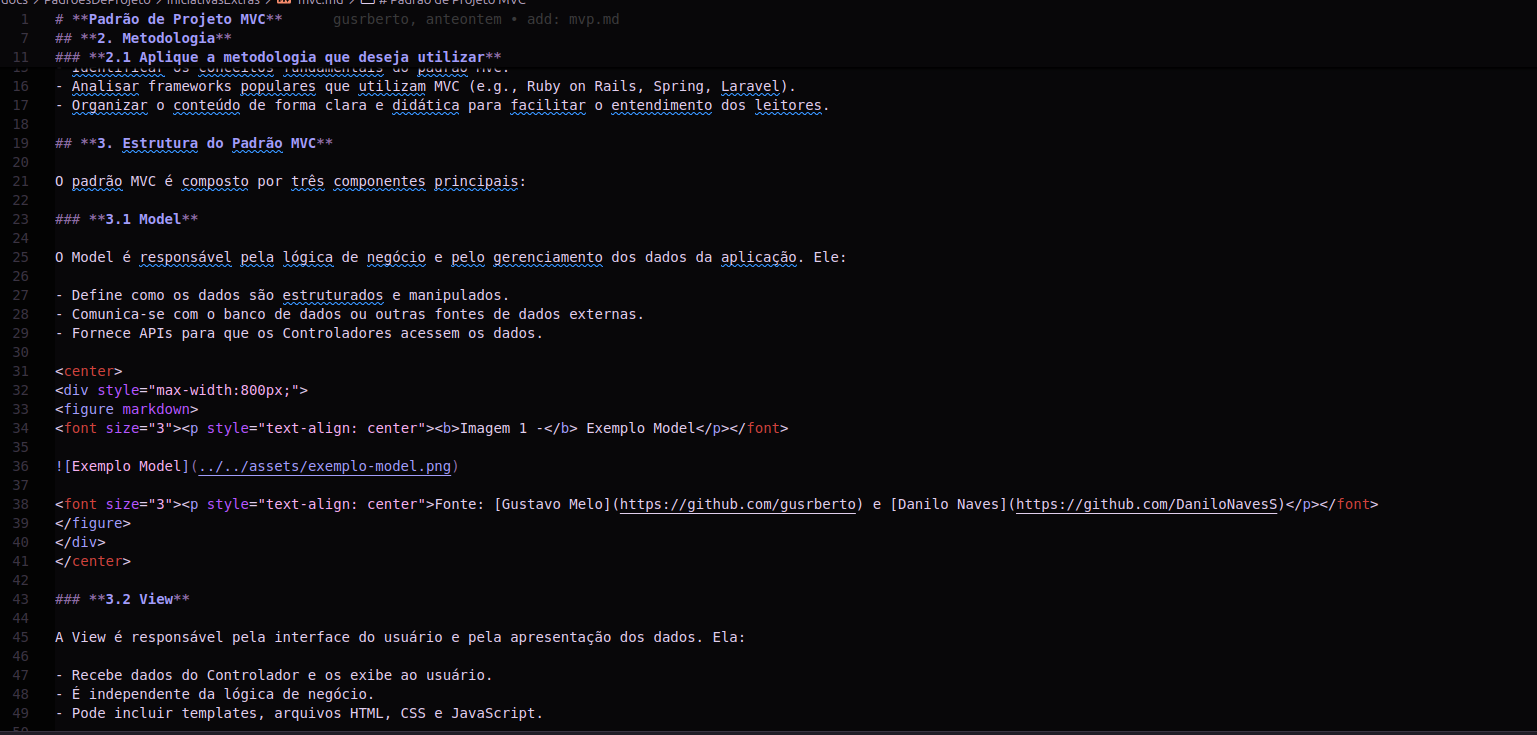 docs > PadroesDeProjeto > IniciativasExtras > mvc.md > # Padrão de Projeto MVC
1 # **Padrão de Projeto MVC** gusrberto, anteontem • add: mvp.md
7 ## **2. Metodologia**
11 ### **2.1 Aplique a metodologia que deseja utilizar**
15 - Identificar os conceitos fundamentais do padrão MVC.
16 - Analisar frameworks populares que utilizam MVC (e.g., Ruby on Rails, Spring, Laravel).
17 - Organizar o conteúdo de forma clara e didática para facilitar o entendimento dos leitores.
18
19 ## **3. Estrutura do Padrão MVC**
20
21 O padrão MVC é composto por três componentes principais:
22
23 ### **3.1 Model**
24
25 O Model é responsável pela lógica de negócio e pelo gerenciamento dos dados da aplicação. Ele:
26
27 - Define como os dados são estruturados e manipulados.
28 - Comunica-se com o banco de dados ou outras fontes de dados externas.
29 - Fornece APIs para que os Controladores acessem os dados.
30
31 <center>
32 <div style="max-width:800px;">
33 <figure markdown>
34 <font size="3"><p style="text-align: center"><b>Imagem 1 -</b> Exemplo Model</p></font>
35
36 ![Exemplo Model](../../assets/exemplo-model.png)
37
38 <font size="3"><p style="text-align: center">Fonte: [Gustavo Melo](https://github.com/gusrberto) e [Danilo Naves](https://github.com/DaniloNavesS)</p></font>
39 </figure>
40 </div>
41 </center>
42
43 ### **3.2 View**
44
45 A View é responsável pela interface do usuário e pela apresentação dos dados. Ela:
46
47 - Recebe dados do Controlador e os exibe ao usuário.
48 - É independente da lógica de negócio.
49 - Pode incluir templates, arquivos HTML, CSS e JavaScript.
50